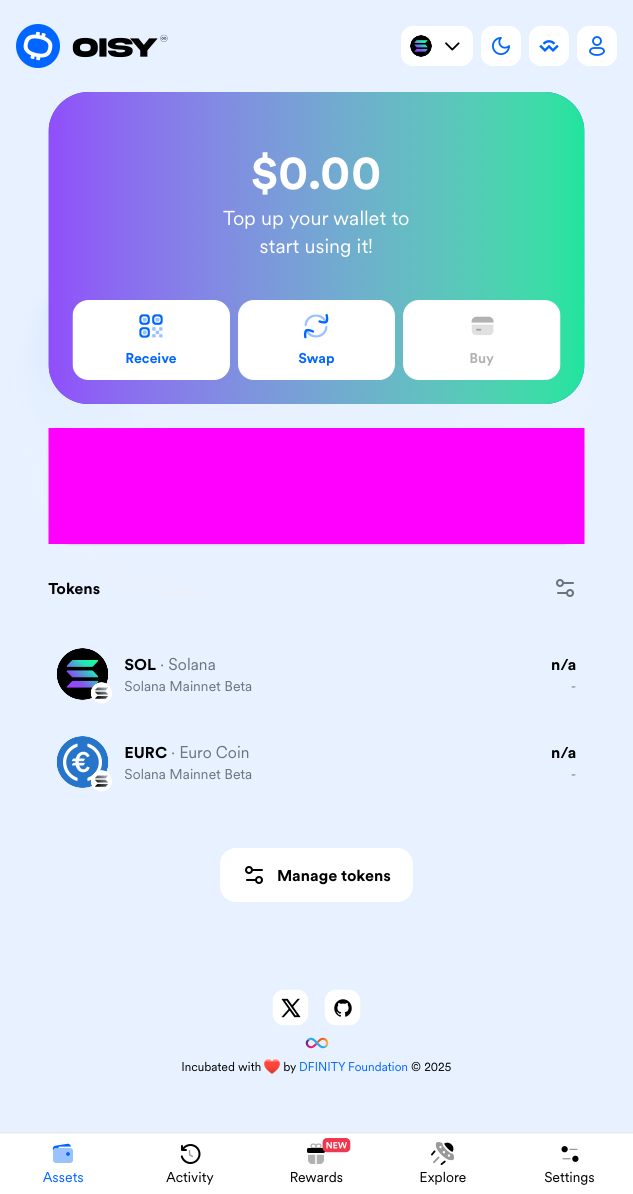 OISY
$0.00
Top up your wallet to
start using it!
Receive
Swap
Buy
Tokens
SOL · Solana
n/a
Solana Mainnet Beta
-
EURC · Euro Coin
n/a
Solana Mainnet Beta
-
Manage tokens
Incubated with ❤️ by DFINITY Foundation © 2025
NEW
Assets
Activity
Rewards
Explore
Settings